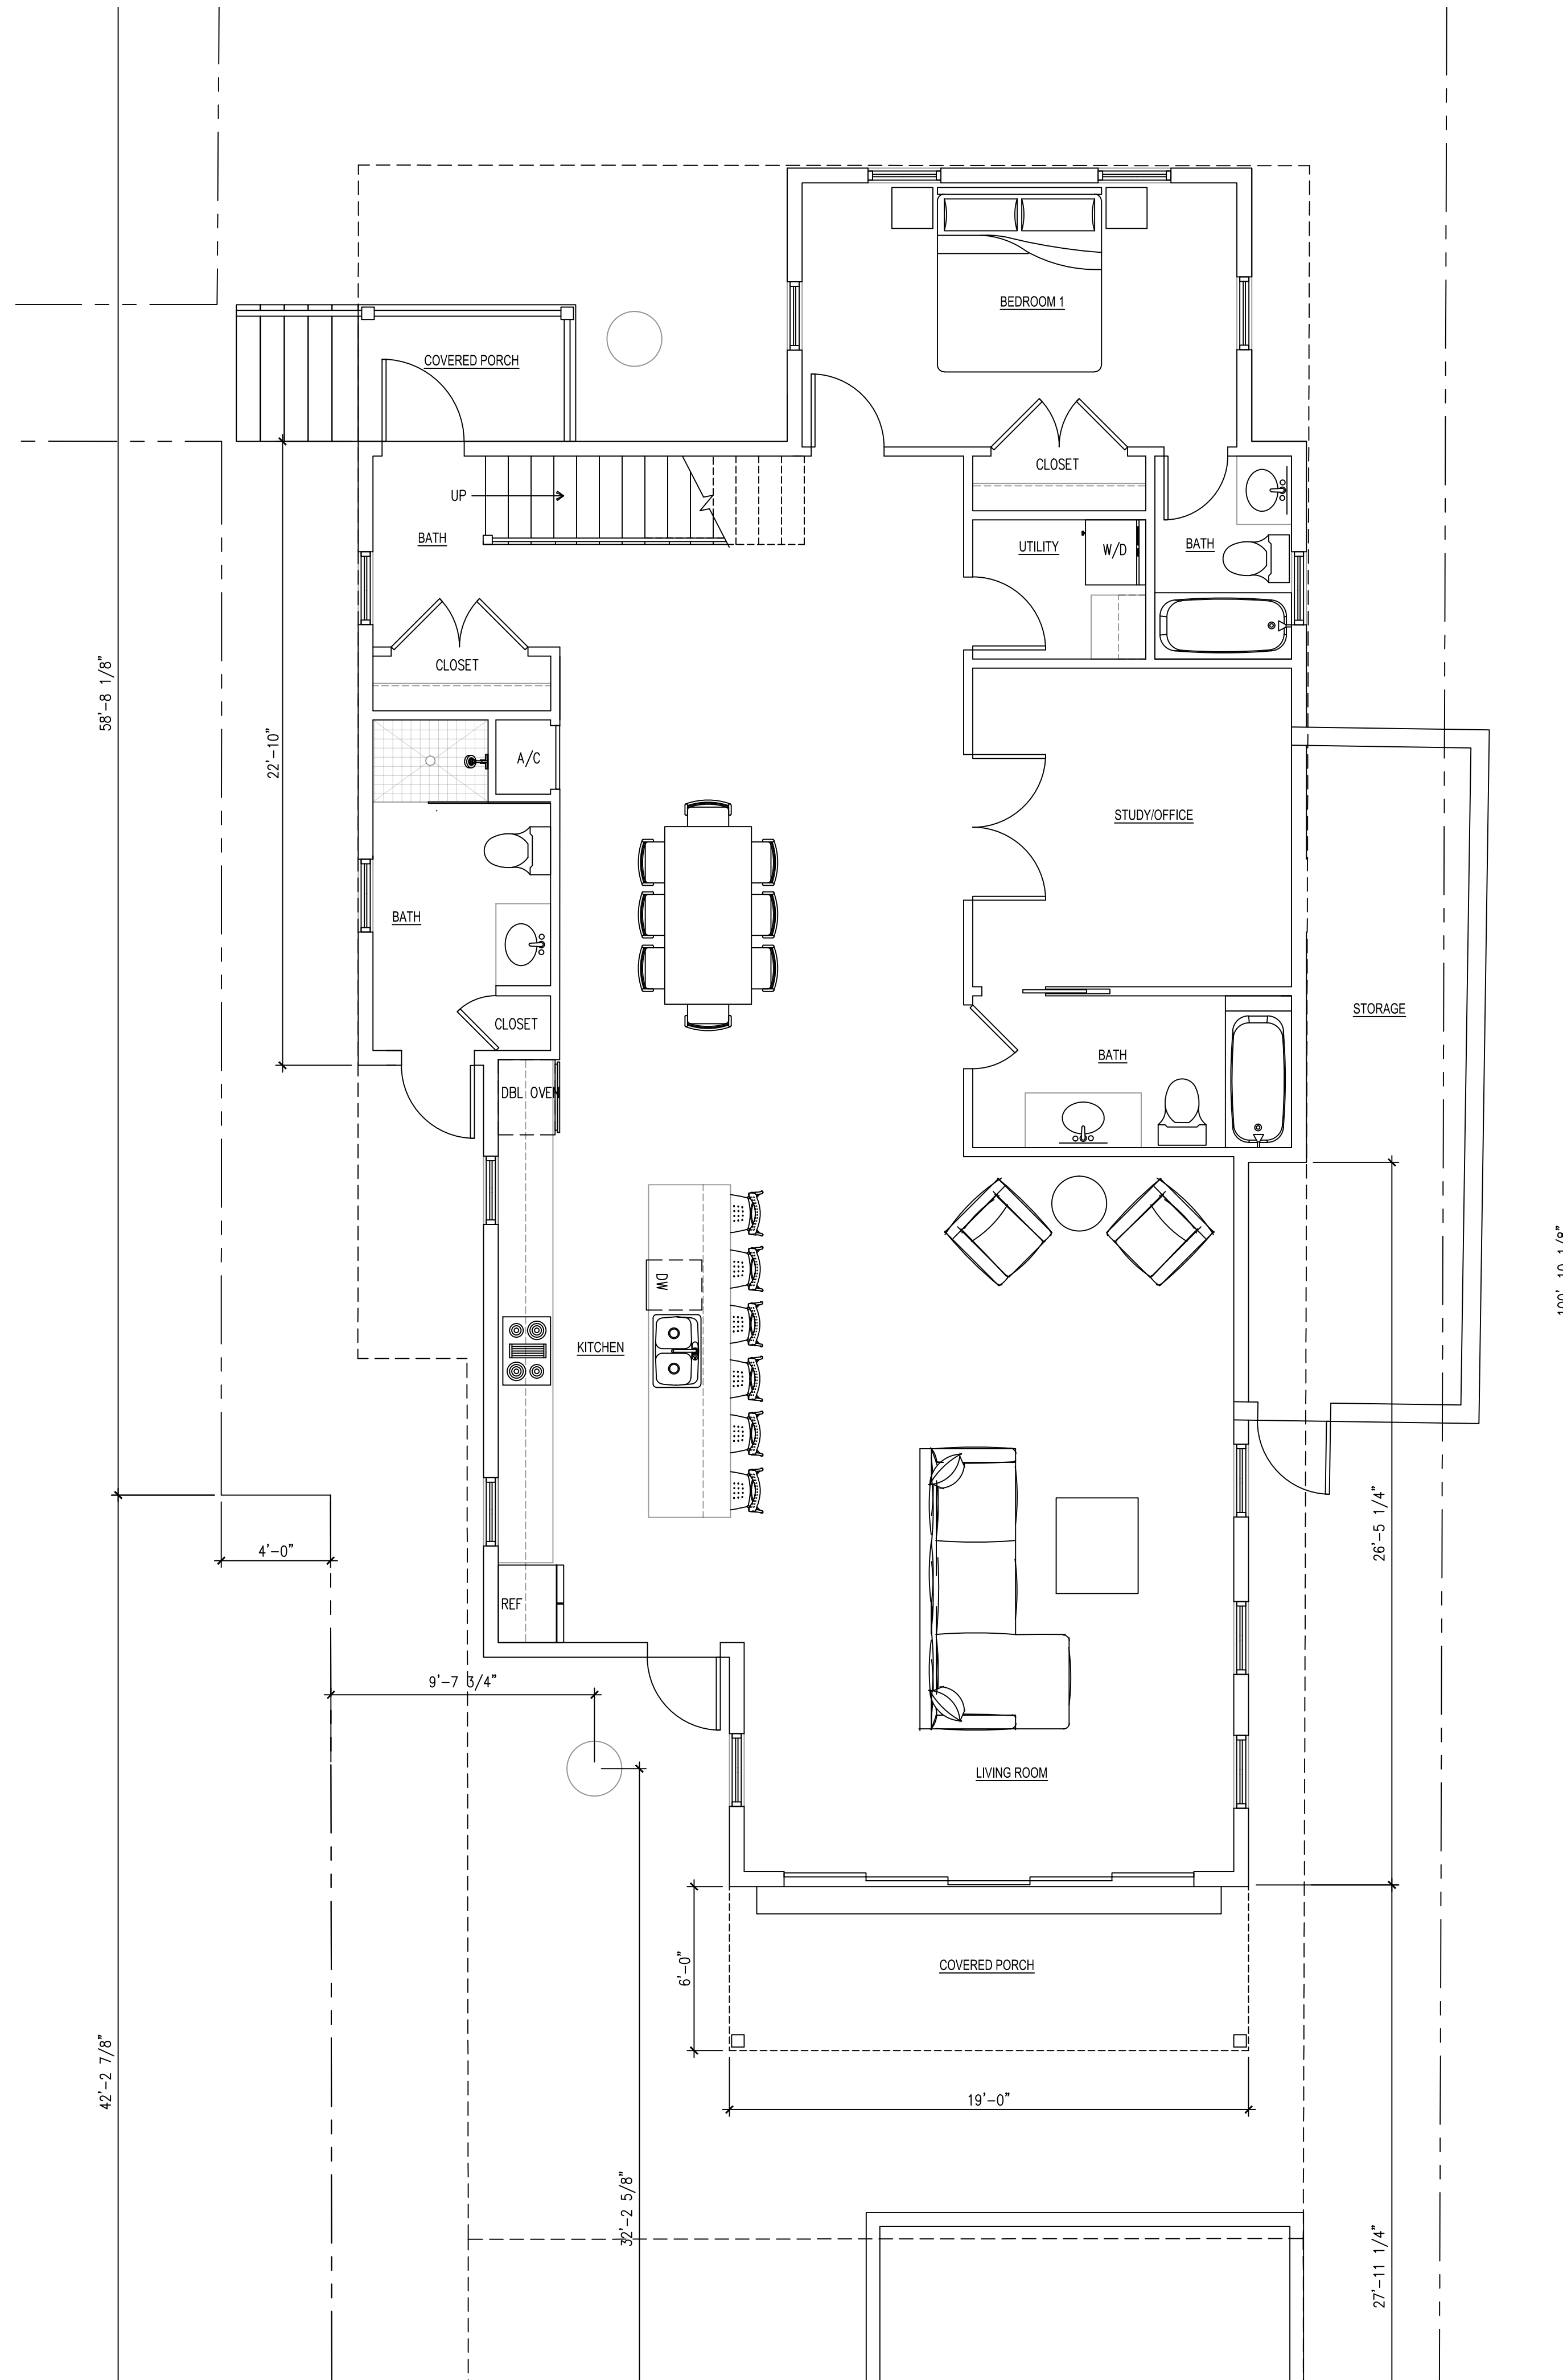 BEDROOM 1
COVERED PORCH
CLOSET
UP
BATH
UTILITY
W/D
BATH
CLOSET
58'-8 1/8"
22'-10"
A/C
STUDY/OFFICE
BATH
STORAGE
CLOSET
BATH
DBL OVEN
DW
KITCHEN
26'-5 1/4"
4'-0"
REF
9'-7 3/4"
LIVING ROOM
COVERED PORCH
6'-0"
42'-2 7/8"
19'-0"
32'-2 5/8"
27'-11 1/4"